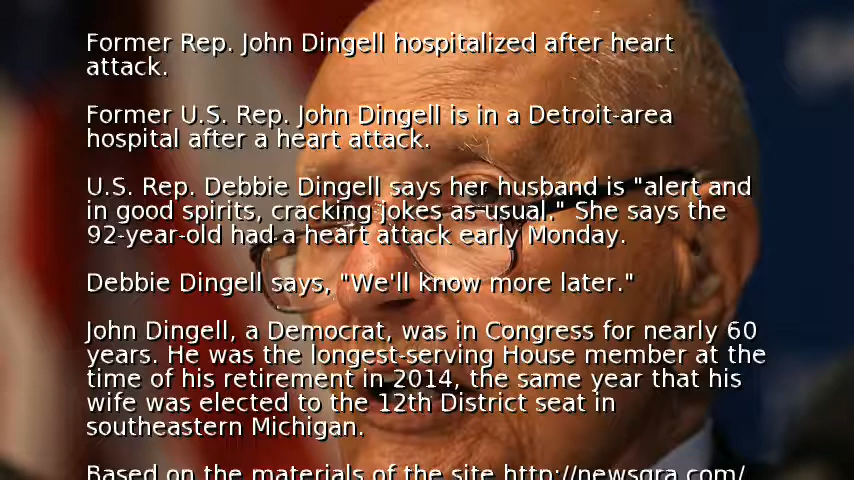 Former Rep. John Dingell hospitalized after heart
attack.
Former U.S. Rep. John Dingell is in a Detroit-area
hospital after a heart attack.
U.S. Rep. Debbie Dingell says her husband is "alert and
in good spirits, cracking jokes as usual." She says the
92-year-old had a heart attack early Monday.
Debbie Dingell says, "We'll know more later."
John Dingell, a Democrat, was in Congress for nearly 60
years. He was the longest-serving House member at the
time of his retirement in 2014, the same year that his
wife was elected to the 12th District seat in
southeastern Michigan.
Based on the materials of the site http://newsgra.com/